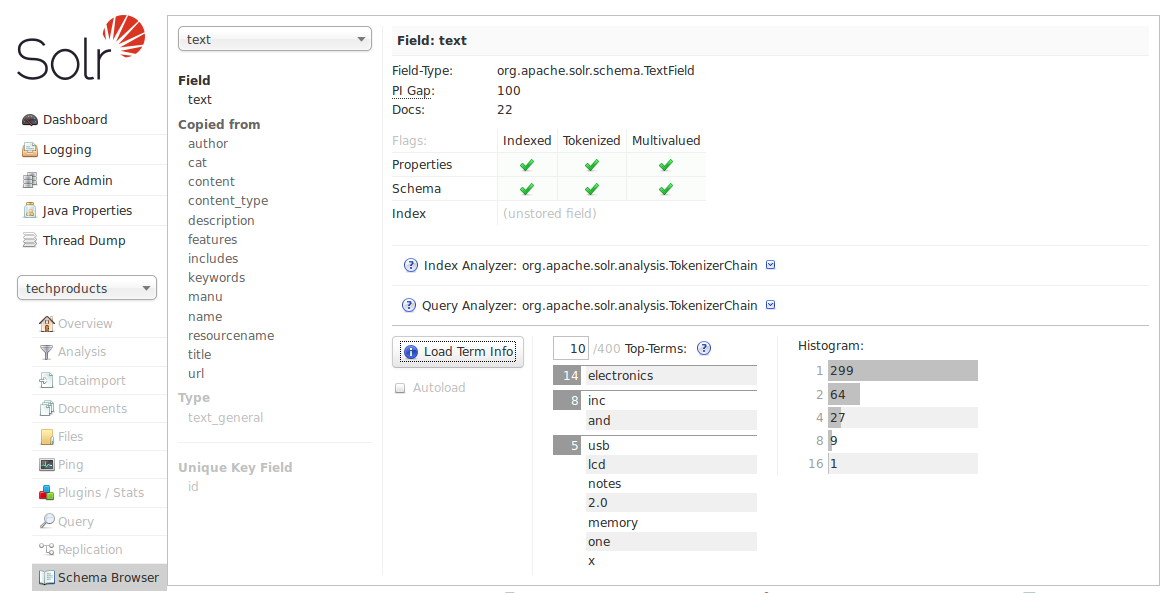 Solr
Dashboard
Logging
Core Admin
Java Properties
Thread Dump
techproducts
Overview
Analysis
Dataimport
Documents
Files
Ping
Plugins / Stats
Query
Replication
Schema Browser
text
Field
text
Copied from
author
cat
content
content_type
description
features
includes
keywords
manu
name
resourcename
title
url
Type
text_general
Unique Key Field
id
Field: text
Field-Type: org.apache.solr.schema.TextField
PI Gap: 100
Docs: 22
Flags: Indexed Tokenized Multivalued
Properties
Schema
Index (unstored field)
? Index Analyzer: org.apache.solr.analysis.TokenizerChain
? Query Analyzer: org.apache.solr.analysis.TokenizerChain
i Load Term Info
Autoload
10 /400 Top-Terms: ?
14 electronics
8 inc
and
5 usb
lcd
notes
2.0
memory
one
x
Histogram:
1 299
2 64
4 27
8 9
16 1